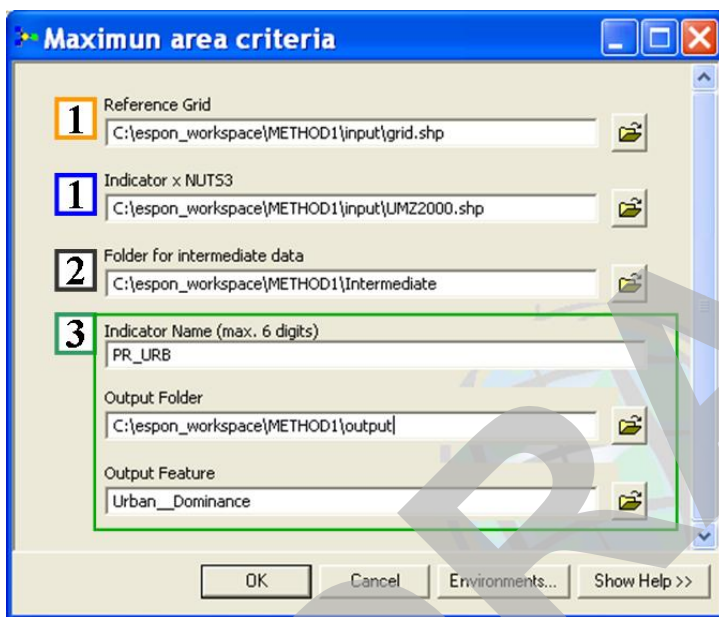 Maximun area criteria
1
Reference Grid
C:\espon_workspace\METHOD1\input\grid.shp
1
Indicator x NUTS3
C:\espon_workspace\METHOD1\input\UMZ2000.shp
2
Folder for intermediate data
C:\espon_workspace\METHOD1\Intermediate
3
Indicator Name (max. 6 digits)
PR_URB
Output Folder
C:\espon_workspace\METHOD1\output
Output Feature
Urban__Dominance
OK Cancel Environments... Show Help >>